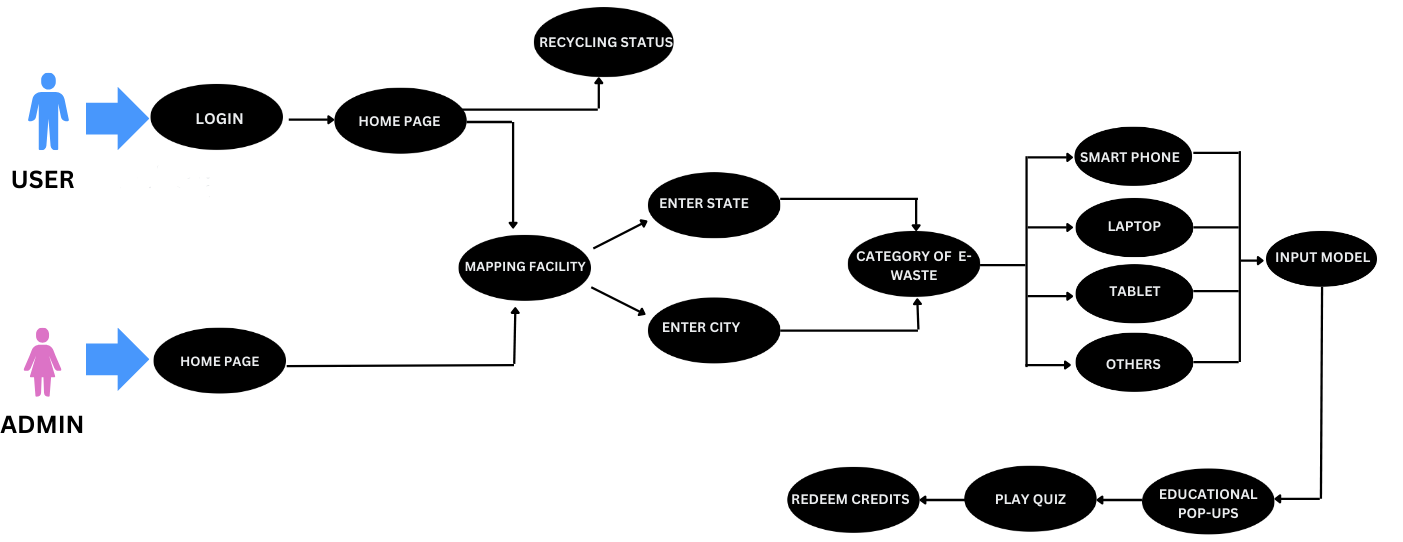 RECYCLING STATUS
LOGIN
HOME PAGE
USER
SMART PHONE
ENTER STATE
LAPTOP
MAPPING FACILITY
CATEGORY OF E-
WASTE
INPUT MODEL
TABLET
ENTER CITY
HOME PAGE
OTHERS
ADMIN
REDEEM CREDITS
PLAY QUIZ
EDUCATIONAL
POP-UPS